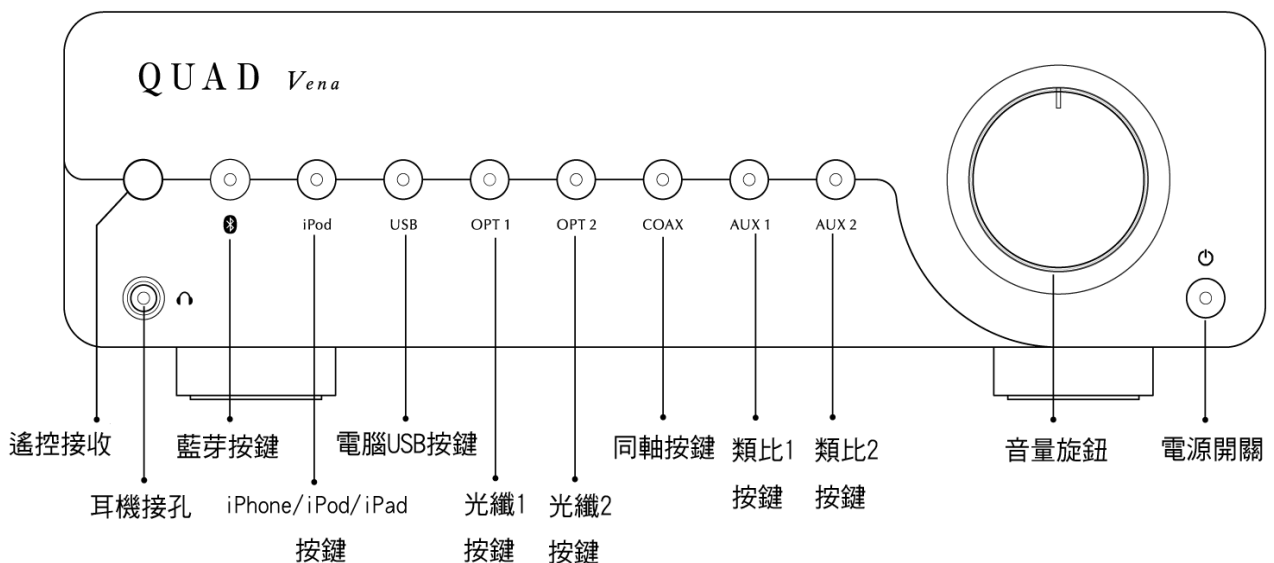 QUAD Vena
iPod
USB
OPT 1
OPT 2
COAX
AUX 1
AUX 2
遙控接收
耳機接孔
藍芽按鍵
iPhone/iPod/iPad
按鍵
電腦USB按鍵
光纖1
按鍵
光纖2
按鍵
同軸按鍵
類比1
按鍵
類比2
按鍵
音量旋鈕
電源開關